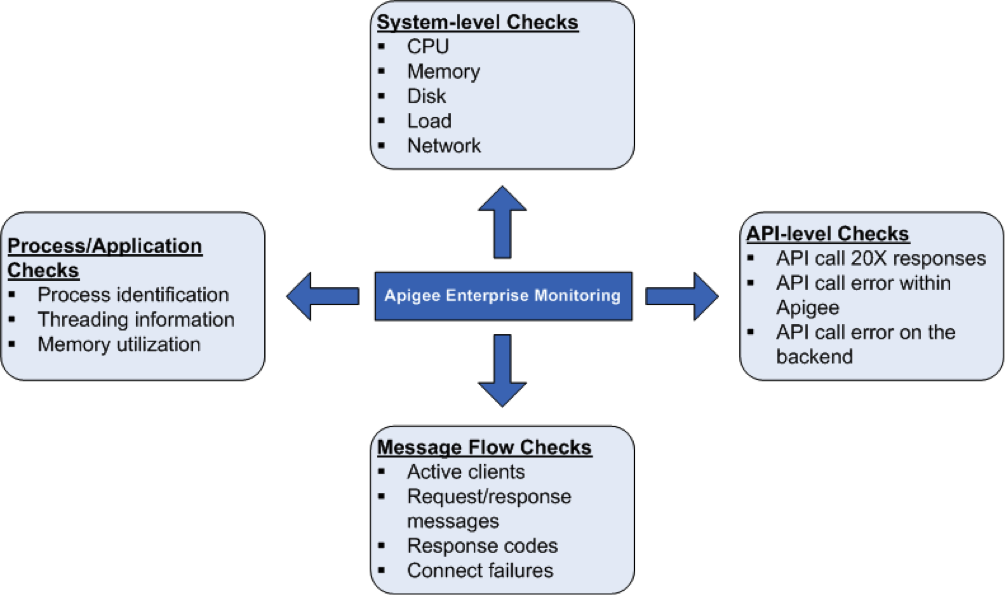 System-level Checks
▪ CPU
▪ Memory
▪ Disk
▪ Load
▪ Network
Process/Application
Checks
▪ Process identification
▪ Threading information
▪ Memory utilization
Apigee Enterprise Monitoring
API-level Checks
▪ API call 20X responses
▪ API call error within
Apigee
▪ API call error on the
backend
Message Flow Checks
▪ Active clients
▪ Request/response
messages
▪ Response codes
▪ Connect failures